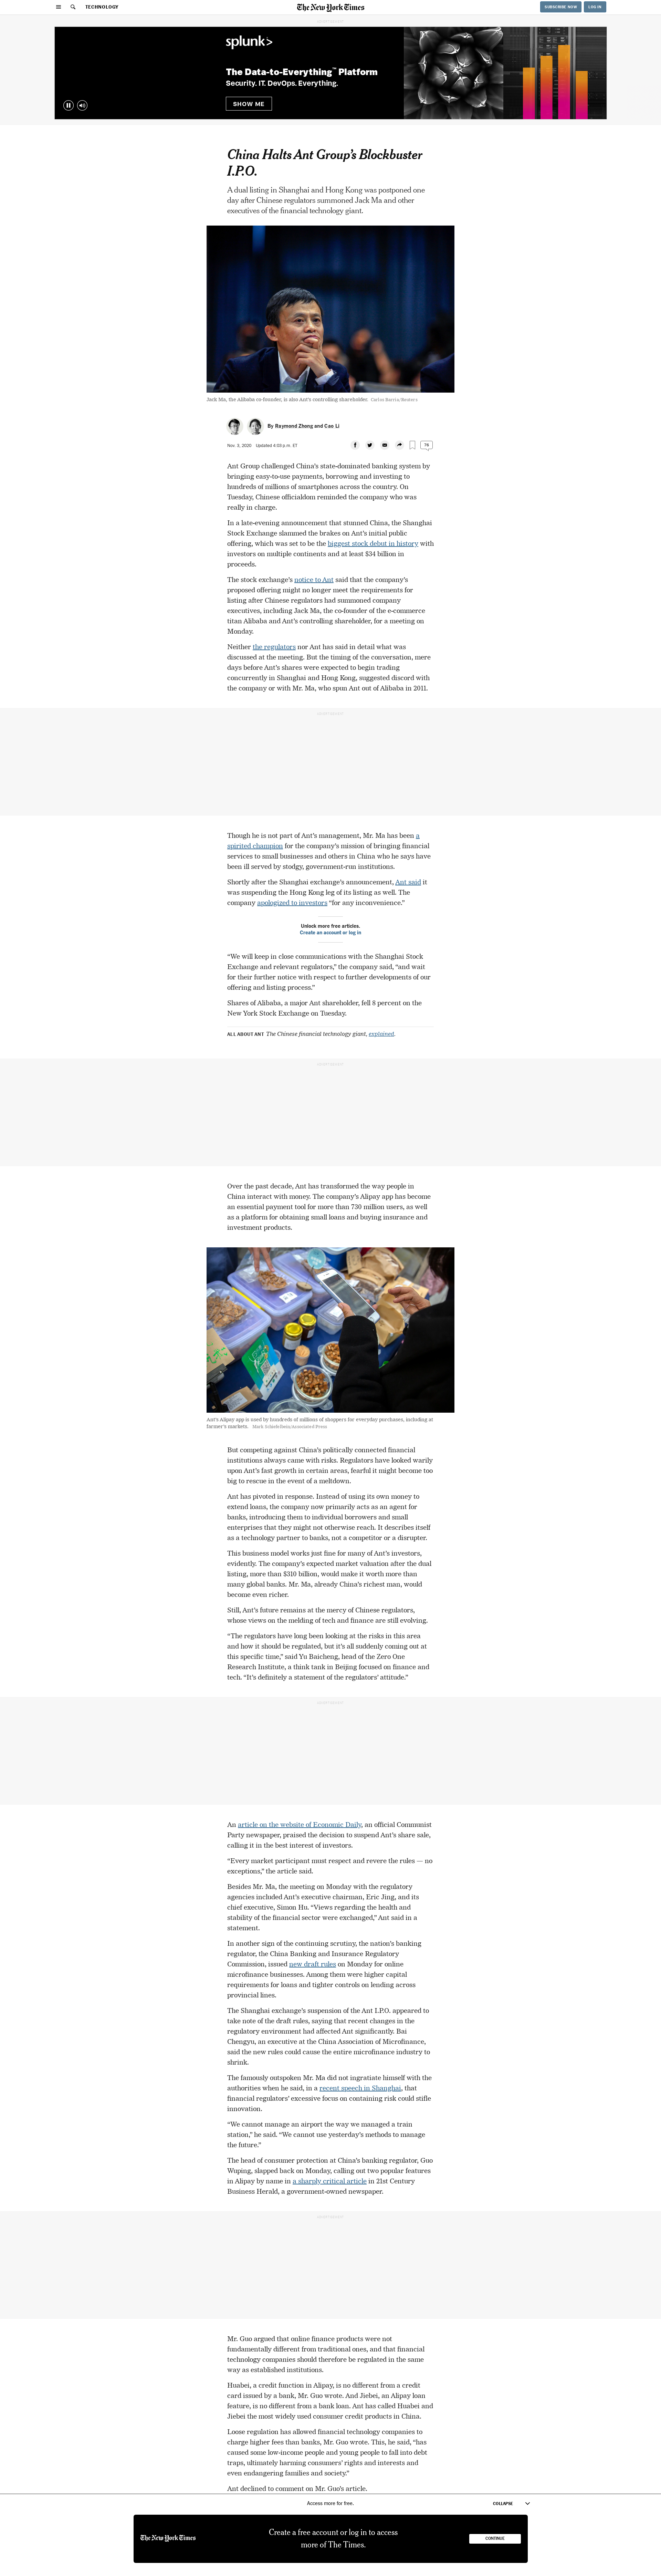 TECHNOLOGY
The New York Times
SUBSCRIBE NOW
LOG IN
ADVERTISEMENT
splunk>
The Data-to-Everything™ Platform
Security. IT. DevOps. Everything.
SHOW ME
China Halts Ant Group’s Blockbuster
I.P.O.
A dual listing in Shanghai and Hong Kong was postponed one
day after Chinese regulators summoned Jack Ma and other
executives of the financial technology giant.
Jack Ma, the Alibaba co-founder, is also Ant’s controlling shareholder. Carlos Barria/Reuters
By Raymond Zhong and Cao Li
Nov. 3, 2020 Updated 4:53 p.m. ET
76
Ant Group challenged China’s state-dominated banking system by
bringing easy-to-use payments, borrowing and investing to
hundreds of millions of smartphones across the country. On
Tuesday, Chinese officialdom reminded the company who was
really in charge.
In a late-evening announcement that stunned China, the Shanghai
Stock Exchange slammed the brakes on Ant’s initial public
offering, which was set to be the biggest stock debut in history with
investors on multiple continents and at least $34 billion in
proceeds.
The stock exchange’s notice to Ant said that the company’s
proposed offering might no longer meet the requirements for
listing after Chinese regulators had summoned company
executives, including Jack Ma, the co-founder of the e-commerce
titan Alibaba and Ant’s controlling shareholder, for a meeting on
Monday.
Neither the regulators nor Ant has said in detail what was
discussed at the meeting. But the timing of the conversation, mere
days before Ant’s shares were expected to begin trading
concurrently in Shanghai and Hong Kong, suggested discord with
the company or with Mr. Ma, who spun Ant out of Alibaba in 2011.
ADVERTISEMENT
Though he is not part of Ant’s management, Mr. Ma has been a
spirited champion for the company’s mission of bringing financial
services to small businesses and others in China who he says have
been ill served by stodgy, government-run institutions.
Shortly after the Shanghai exchange’s announcement, Ant said it
was suspending the Hong Kong leg of its listing as well. The
company apologized to investors “for any inconvenience.”
Unlock more free articles.
Create an account or log in
“We will keep in close communications with the Shanghai Stock
Exchange and relevant regulators,” the company said, “and wait
for their further notice with respect to further developments of our
offering and listing process.”
Shares of Alibaba, a major Ant shareholder, fell 8 percent on the
New York Stock Exchange on Tuesday.
ALL ABOUT ANT The Chinese financial technology giant, explained.
ADVERTISEMENT
Over the past decade, Ant has transformed the way people in
China interact with money. The company’s Alipay app has become
an essential payment tool for more than 730 million users, as well
as a platform for obtaining small loans and buying insurance and
investment products.
Ant’s Alipay app is used by hundreds of millions of shoppers for everyday purchases, including at
farmer’s markets. Mark Schiefelbein/Associated Press
But competing against China’s politically connected financial
institutions always came with risks. Regulators have looked warily
upon Ant’s fast growth in certain areas, fearful it might become too
big to rescue in the event of a meltdown.
Ant has pivoted in response. Instead of using its own money to
extend loans, the company now primarily acts as an agent for
banks, introducing them to individual borrowers and small
enterprises that they might not otherwise reach. It describes itself
as a technology partner to banks, not a competitor or a disrupter.
This business model works just fine for many of Ant’s investors,
evidently. The company’s expected market valuation after the dual
listing, more than $310 billion, would make it worth more than
many global banks. Mr. Ma, already China’s richest man, would
become even richer.
Still, Ant’s future remains at the mercy of Chinese regulators,
whose views on the melding of tech and finance are still evolving.
“The regulators have long been looking at the risks in this area
and how it should be regulated, but it’s all suddenly coming out at
this specific time,” said Yu Baicheng, head of the Zero One
Research Institute, a think tank in Beijing focused on finance and
tech. “It’s definitely a statement of the regulators’ attitude.”
ADVERTISEMENT
An article on the website of Economic Daily, an official Communist
Party newspaper, praised the decision to suspend Ant’s share sale,
calling it in the best interest of investors.
“Every market participant must respect and revere the rules — no
exceptions,” the article said.
Besides Mr. Ma, the meeting on Monday with the regulatory
agencies included Ant’s executive chairman, Eric Jing, and its
chief executive, Simon Hu. “Views regarding the health and
stability of the financial sector were exchanged,” Ant said in a
statement.
In another sign of the continuing scrutiny, the nation’s banking
regulator, the China Banking and Insurance Regulatory
Commission, issued new draft rules on Monday for online
microfinance businesses. Among them were higher capital
requirements for loans and tighter controls on lending across
provincial lines.
The Shanghai exchange’s suspension of the Ant I.P.O. appeared to
take note of the draft rules, saying that recent changes in the
regulatory environment had affected Ant significantly. Bai
Chengyu, an executive at the China Association of Microfinance,
said the new rules could cause the entire microfinance industry to
shrink.
The famously outspoken Mr. Ma did not ingratiate himself with the
authorities when he said, in a recent speech in Shanghai, that
financial regulators’ excessive focus on containing risk could stifle
innovation.
“We cannot manage an airport the way we managed a train
station,” he said. “We cannot use yesterday’s methods to manage
the future.”
The head of consumer protection at China’s banking regulator, Guo
Wuping, slapped back on Monday, calling out two popular features
in Alipay by name in a sharply critical article in 21st Century
Business Herald, a government-owned newspaper.
ADVERTISEMENT
Mr. Guo argued that online finance products were not
fundamentally different from traditional ones, and that financial
technology companies should therefore be regulated in the same
way as established institutions.
Huabei, a credit function in Alipay, is no different from a credit
card issued by a bank, Mr. Guo wrote. And Jiebei, an Alipay loan
feature, is no different from a bank loan. Ant has called Huabei and
Jiebei the most widely used consumer credit products in China.
Loose regulation has allowed financial technology companies to
charge higher fees than banks, Mr. Guo wrote. This, he said, “has
caused some low-income people and young people to fall into debt
traps, ultimately harming consumers’ rights and interests and
even endangering families and society.”
Ant declined to comment on Mr. Guo’s article.
Access more for free.
COLLAPSE
The New York Times
Create a free account or log in to access
more of The Times.
CONTINUE